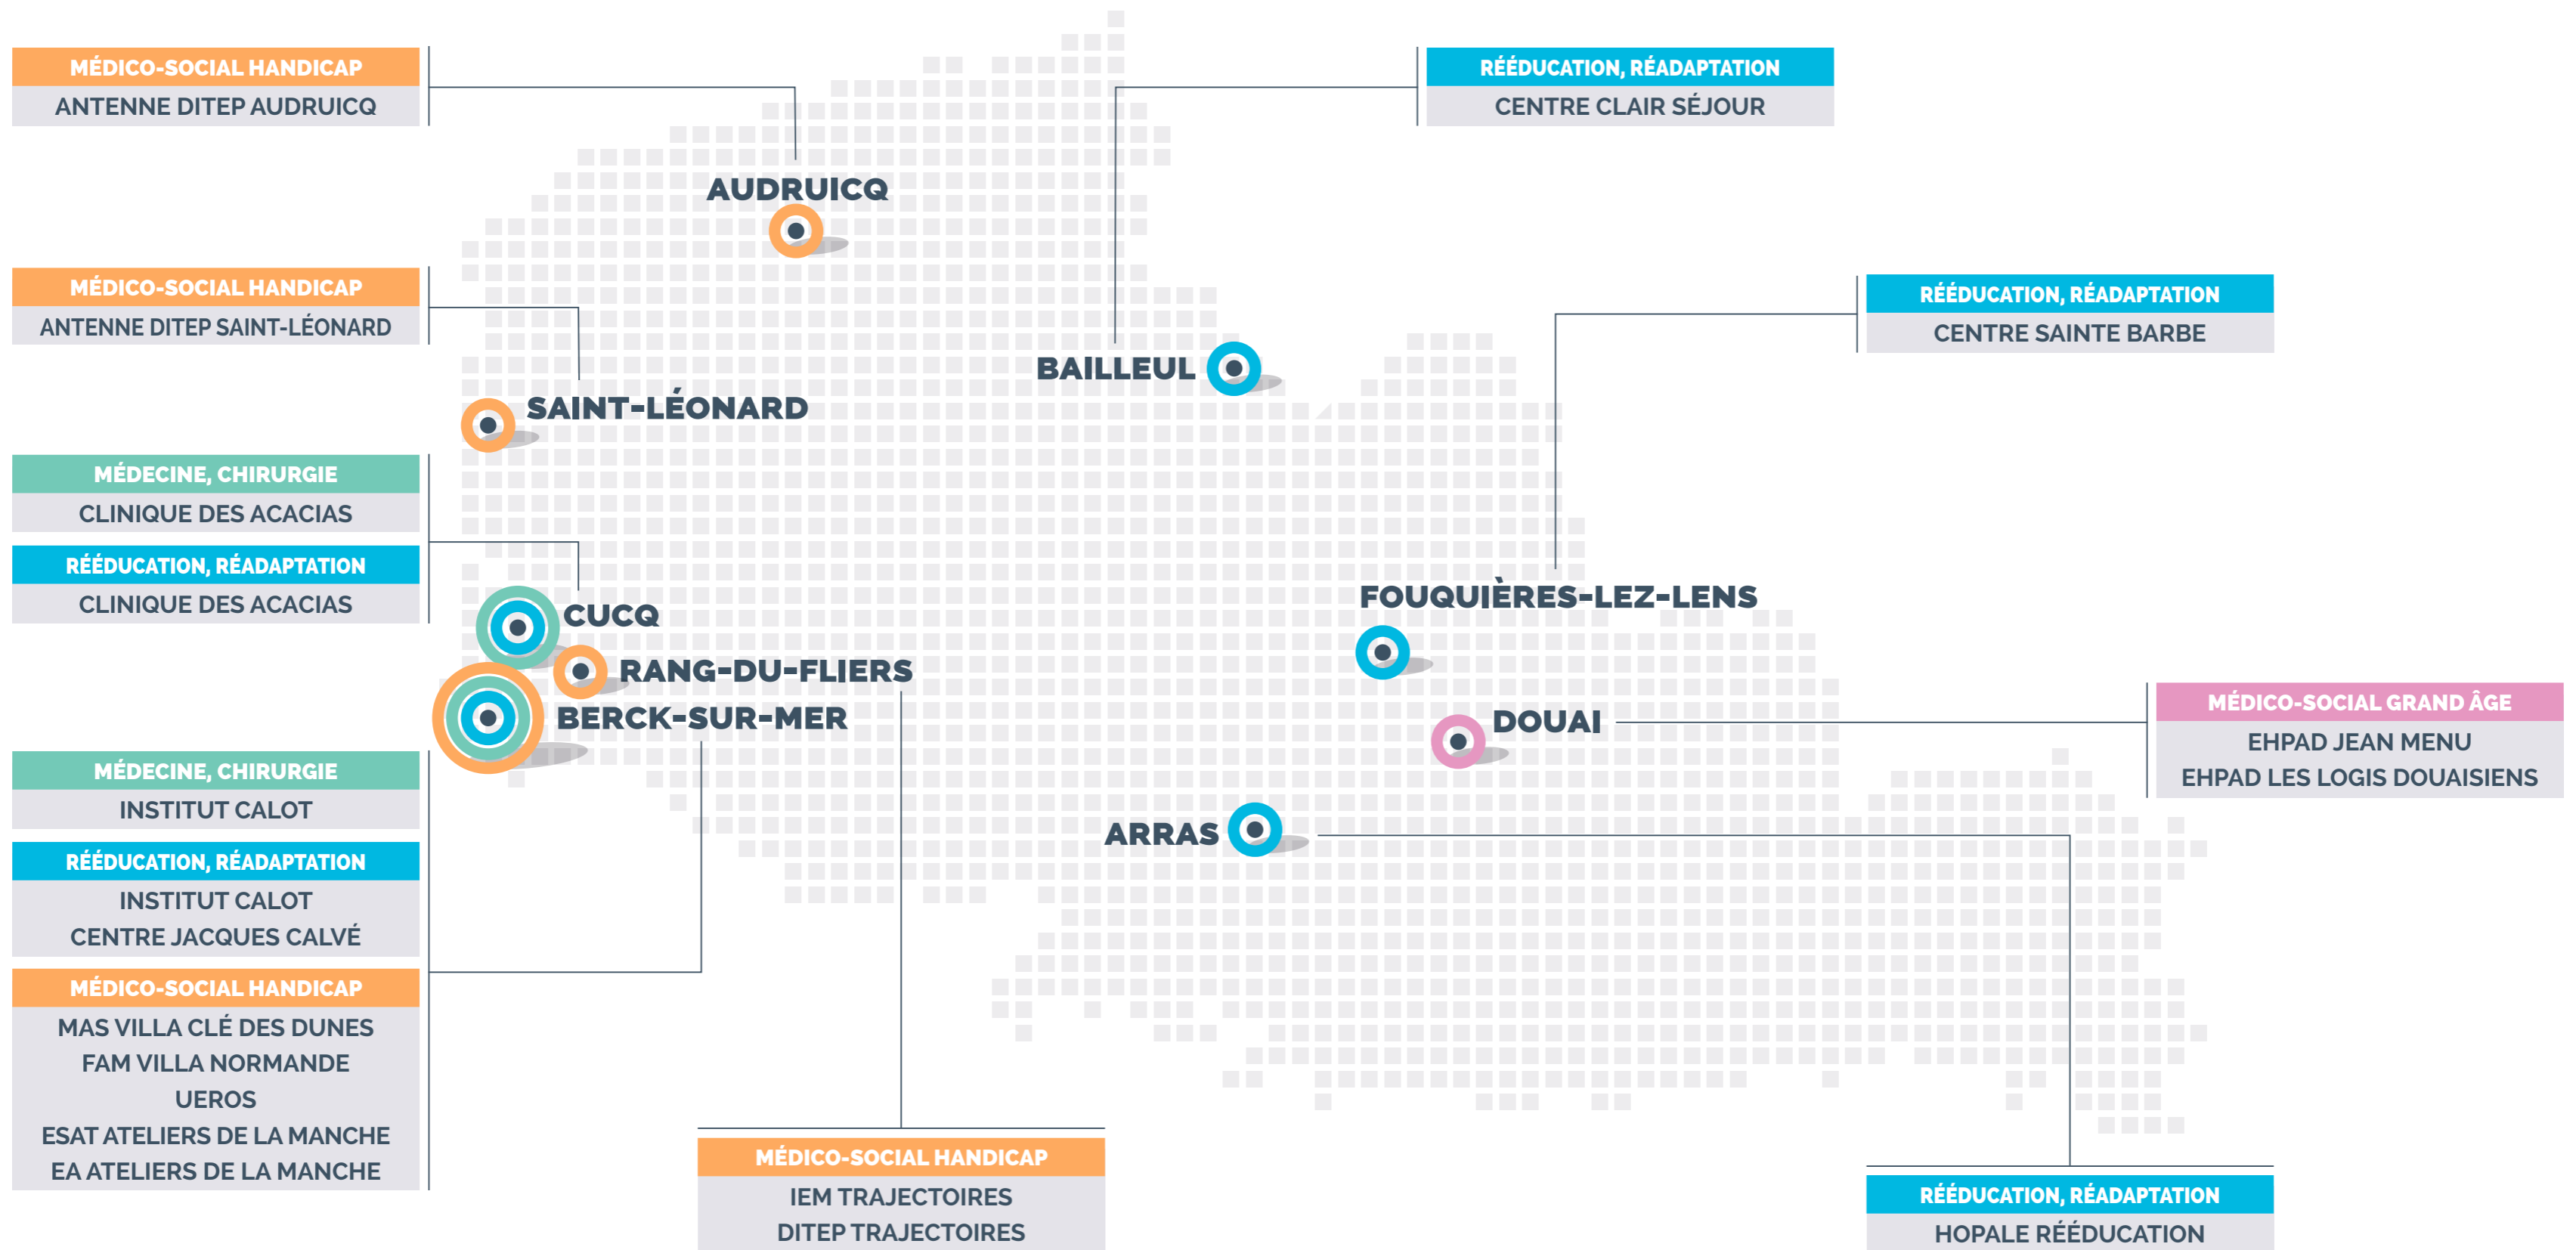 MÉDICO-SOCIAL HANDICAP
ANTENNE DITEP AUDRUICQ
RÉÉDUCATION, RÉADAPTATION
CENTRE CLAIR SÉJOUR
AUDRUICQ
MÉDICO-SOCIAL HANDICAP
ANTENNE DITEP SAINT-LÉONARD
RÉÉDUCATION, RÉADAPTATION
CENTRE SAINTE BARBE
BAILLEUL
SAINT-LÉONARD
MÉDECINE, CHIRURGIE
CLINIQUE DES ACACIAS
RÉÉDUCATION, RÉADAPTATION
CLINIQUE DES ACACIAS
CUCQ
FOUQUIÈRES-LEZ-LENS
RANG-DU-FLIERS
BERCK-SUR-MER
DOUAI
MÉDICO-SOCIAL GRAND ÂGE
EHPAD JEAN MENU
EHPAD LES LOGIS DOUAISIENS
ARRAS
MÉDECINE, CHIRURGIE
INSTITUT CALOT
RÉÉDUCATION, RÉADAPTATION
INSTITUT CALOT
CENTRE JACQUES CALVÉ
MÉDICO-SOCIAL HANDICAP
MAS VILLA CLÉ DES DUNES
FAM VILLA NORMANDE
UEROS
ESAT ATELIERS DE LA MANCHE
EA ATELIERS DE LA MANCHE
MÉDICO-SOCIAL HANDICAP
IEM TRAJECTOIRES
DITEP TRAJECTOIRES
RÉÉDUCATION, RÉADAPTATION
HOPALE RÉÉDUCATION